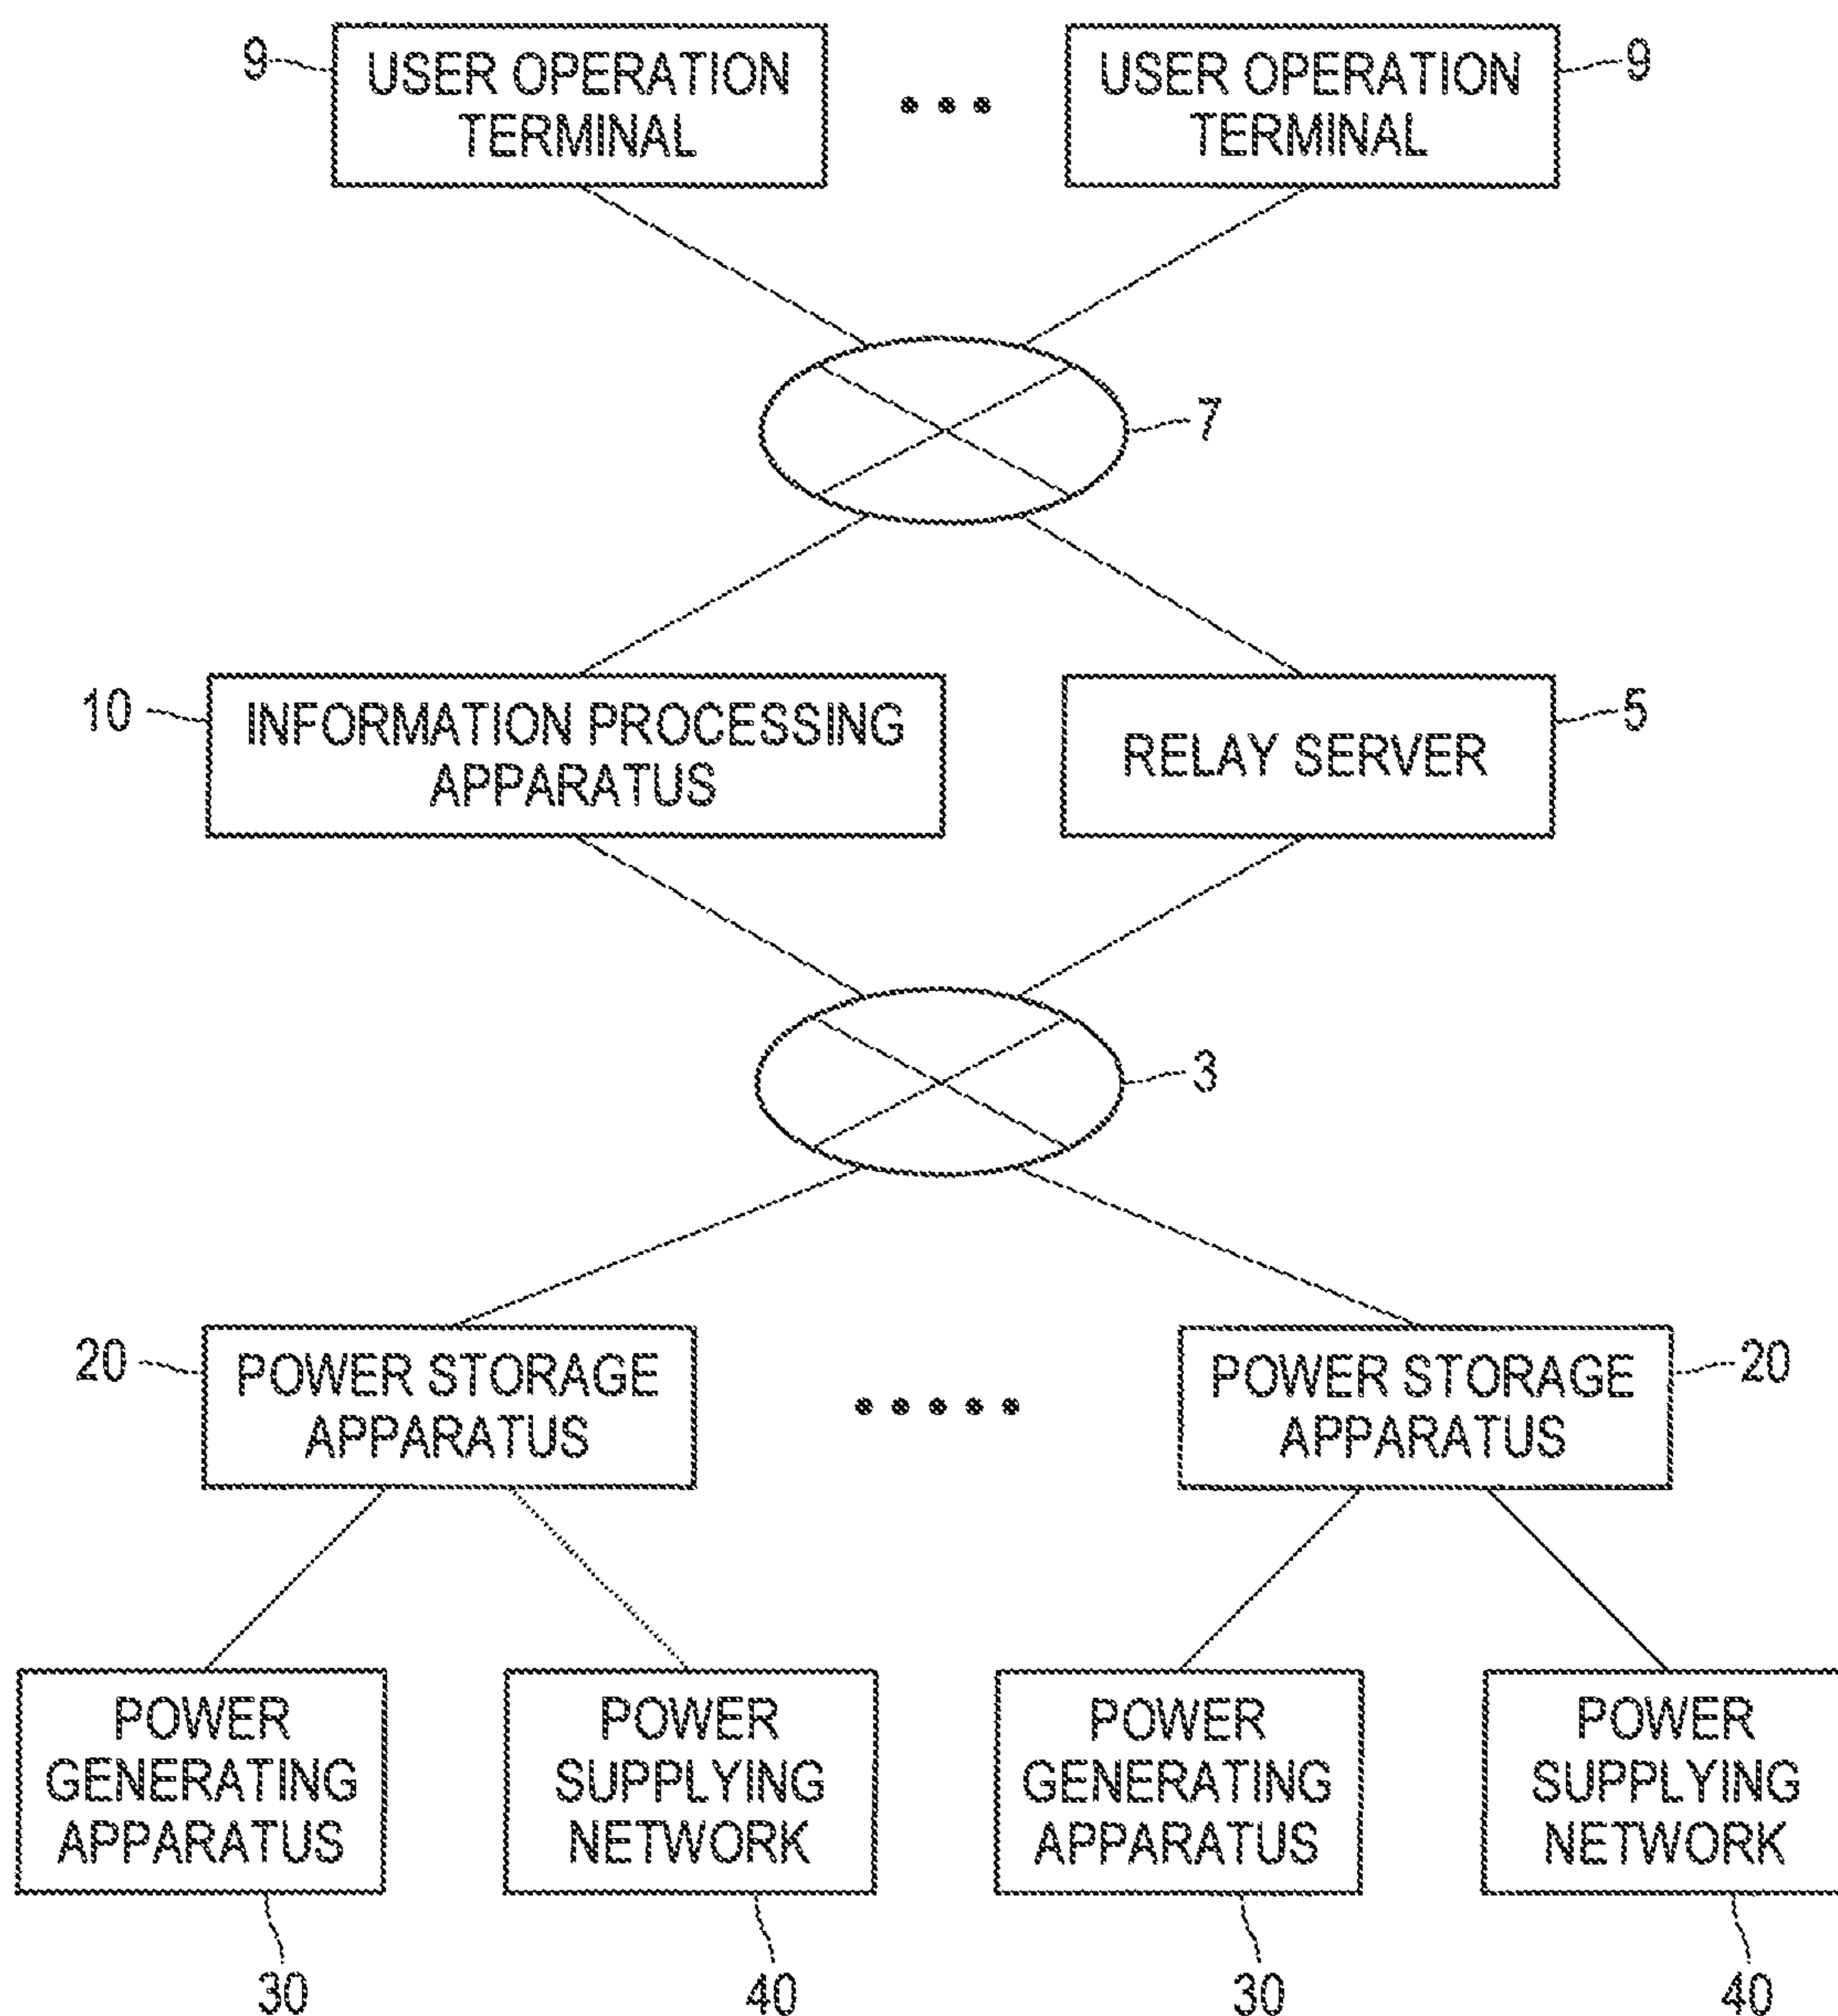 9
USER OPERATION
TERMINAL
USER OPERATION
TERMINAL
9
7
10
INFORMATION PROCESSING
APPARATUS
RELAY SERVER
5
3
20
POWER STORAGE
APPARATUS
POWER STORAGE
APPARATUS
20
POWER
GENERATING
APPARATUS
POWER
SUPPLYING
NETWORK
POWER
GENERATING
APPARATUS
POWER
SUPPLYING
NETWORK
30
40
30
40